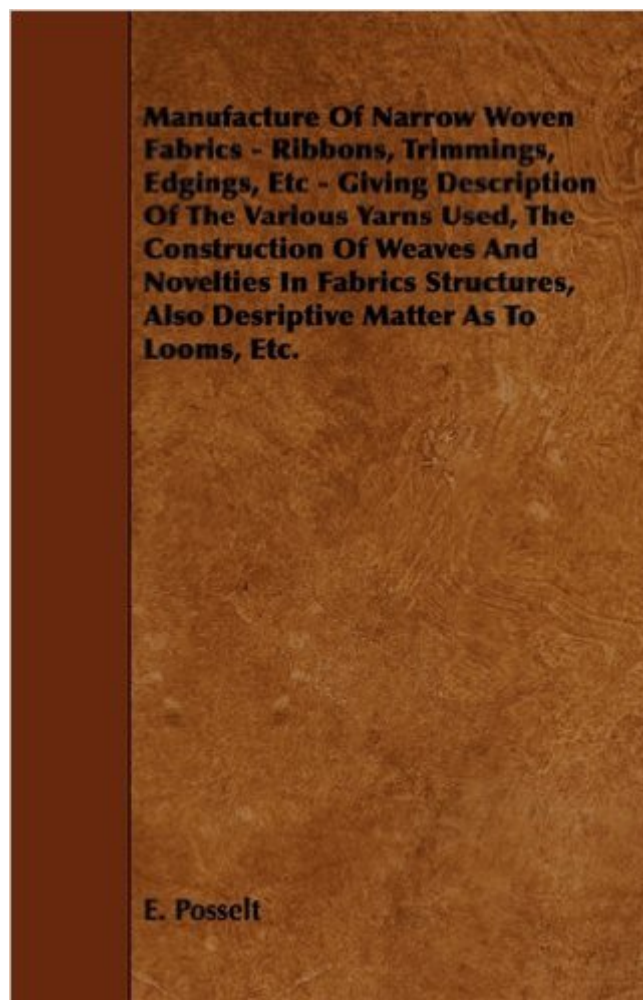 Manufacture Of Narrow Woven
Fabrics - Ribbons, Trimmings,
Edgings, Etc - Giving Description
Of The Various Yarns Used, The
Construction Of Weaves And
Novelties In Fabrics Structures,
Also Desriptive Matter As To
Looms, Etc.
E. Posselt